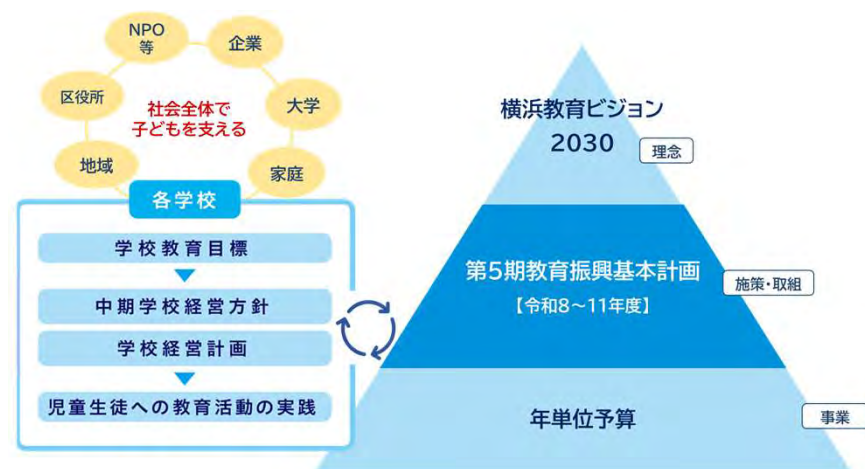 NPO
等
企業
区役所
大学
社会全体で
子どもを支える
地域
家庭
各学校
学校教育目標
中期学校経営方針
学校経営計画
児童生徒への教育活動の実践
横浜教育ビジョン
2030
理念
第5期教育振興基本計画
【令和8～11年度】
施策・取組
年単位予算
事業